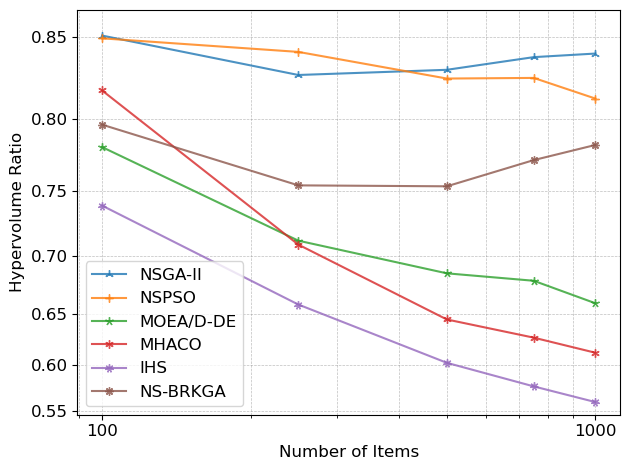 Hypervolume Ratio
0.85
0.80
0.75
0.70
0.65
0.60
0.55
NSGA-II
NSPSO
MOEA/D-DE
MHACO
IHS
NS-BRKGA
100
1000
Number of Items